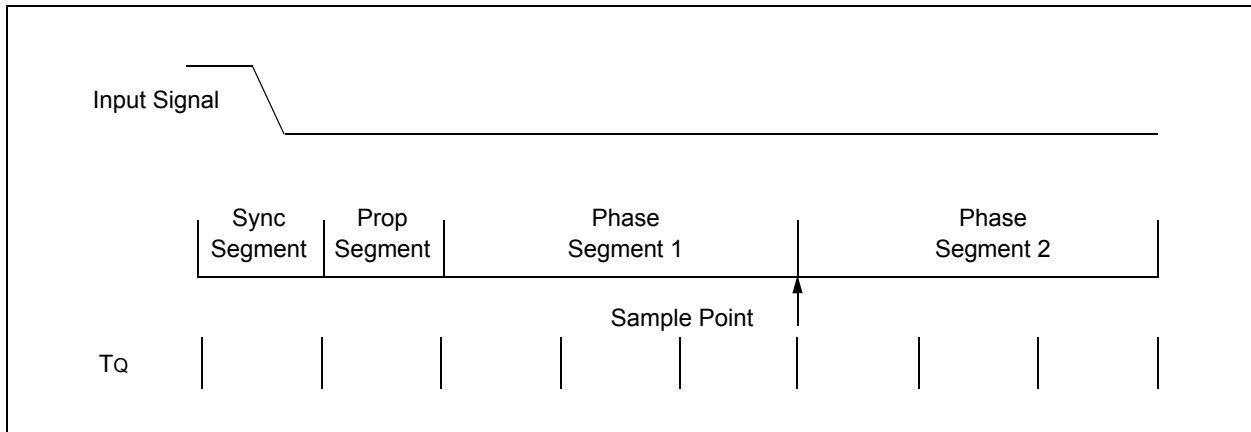 Input Signal
Sync
Segment
Prop
Segment
Phase
Segment 1
Phase
Segment 2
Sample Point
TQ